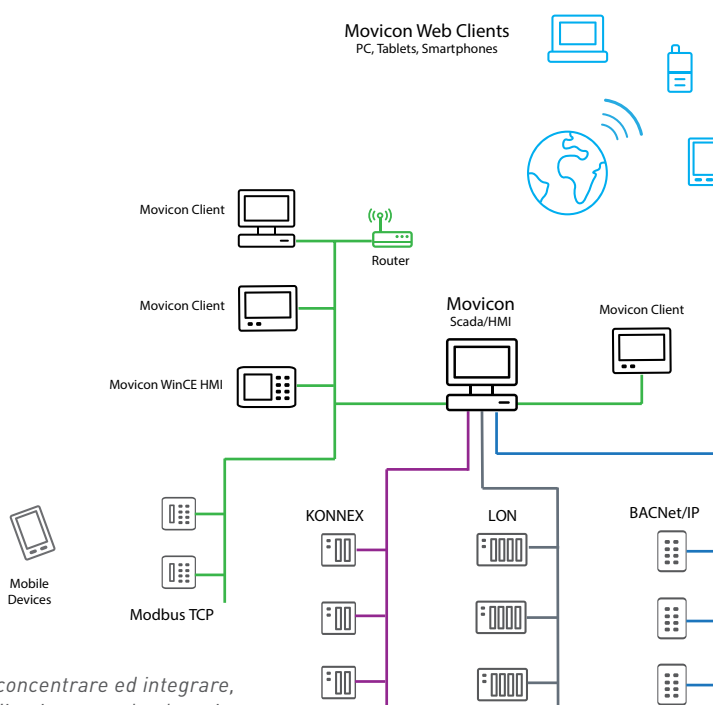 Movicon Web Clients
PC, Tablets, Smartphones
Movicon Client
Router
Movicon Client
Movicon
Scada/HMI
Movicon Client
Movicon WinCE HMI
KONNEX
LON
BACNet/IP
Mobile
Devices
Modbus TCP
concentrare ed integrare,